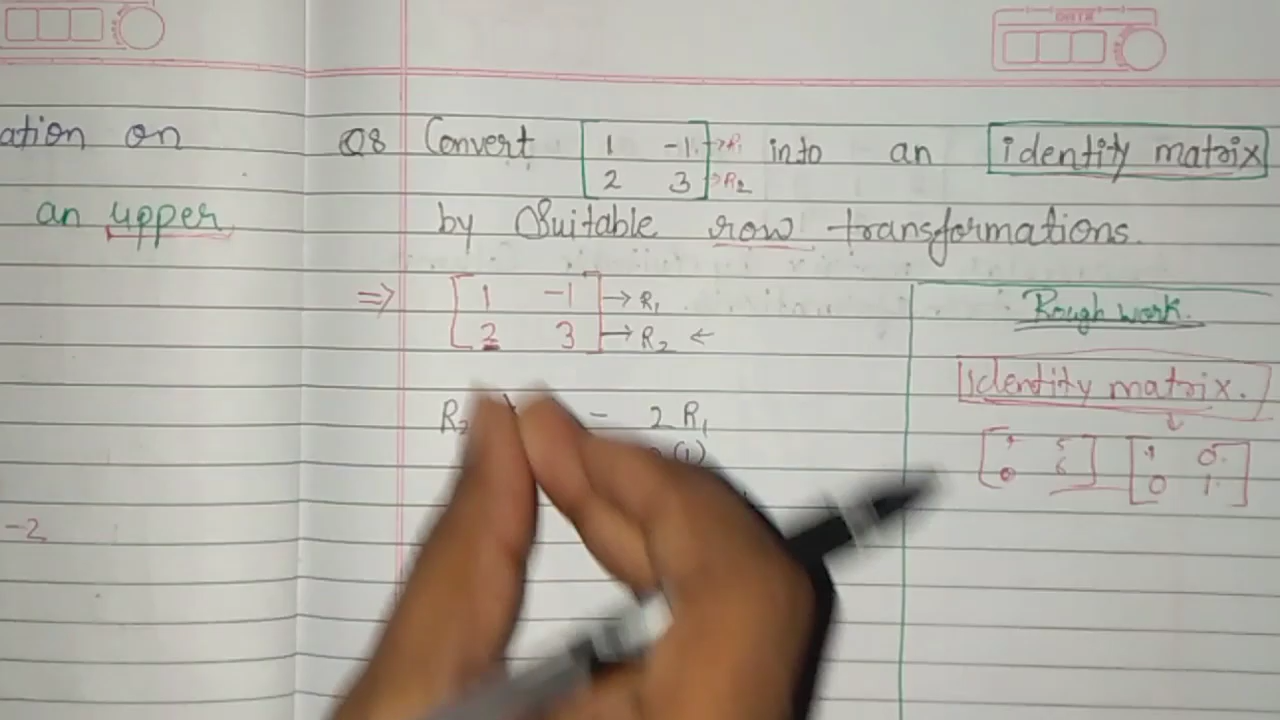 DATE
ation on
an upper
-2
Q8 Convert [ 1 -1 ] →R1 into an identity matrix
[ 2 3 ] →R2
by Suitable row transformations.
⇒ [ 1 -1 ] → R1
[ 2 3 ] → R2 ←
R2 - 2 R1
(1)
Rough work.
Identity matrix.
1 0
0 1